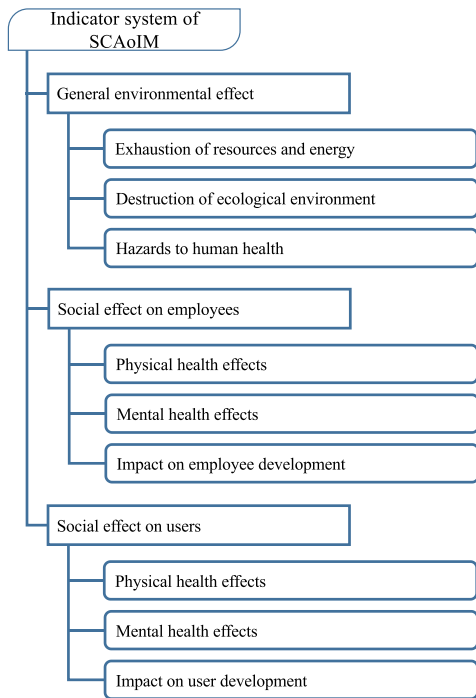 Indicator system of
SCAoIM
General environmental effect
Exhaustion of resources and energy
Destruction of ecological environment
Hazards to human health
Social effect on employees
Physical health effects
Mental health effects
Impact on employee development
Social effect on users
Physical health effects
Mental health effects
Impact on user development